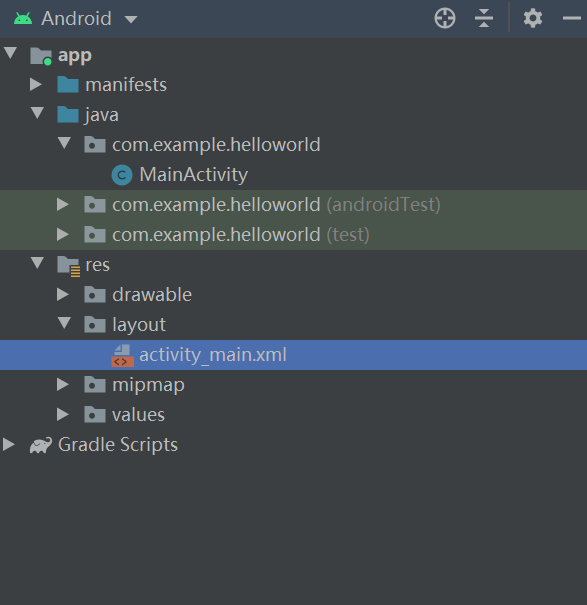 Android
app
manifests
java
com.example.helloworld
C MainActivity
com.example.helloworld (androidTest)
com.example.helloworld (test)
res
drawable
layout
<> activity_main.xml
mipmap
values
Gradle Scripts